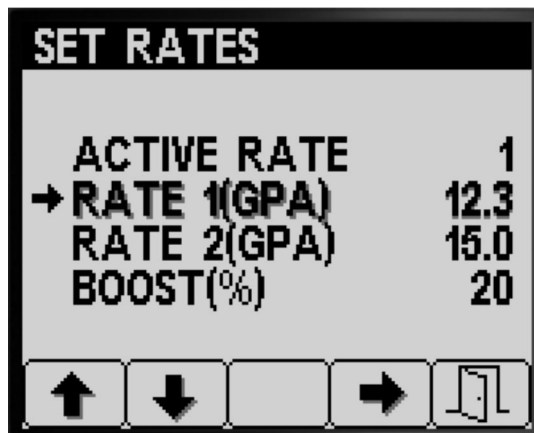 SET RATES
ACTIVE RATE 1
RATE 1(GPA) 12.3
RATE 2(GPA) 15.0
BOOST(%) 20